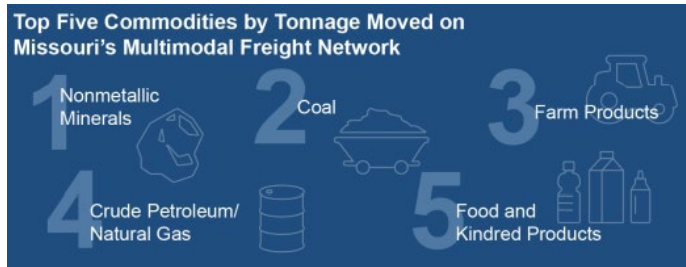 Top Five Commodities by Tonnage Moved on
Missouri's Multimodal Freight Network
1
Nonmetallic
Minerals
2
Coal
3
Farm Products
4
Crude Petroleum/
Natural Gas
5
Food and
Kindred Products